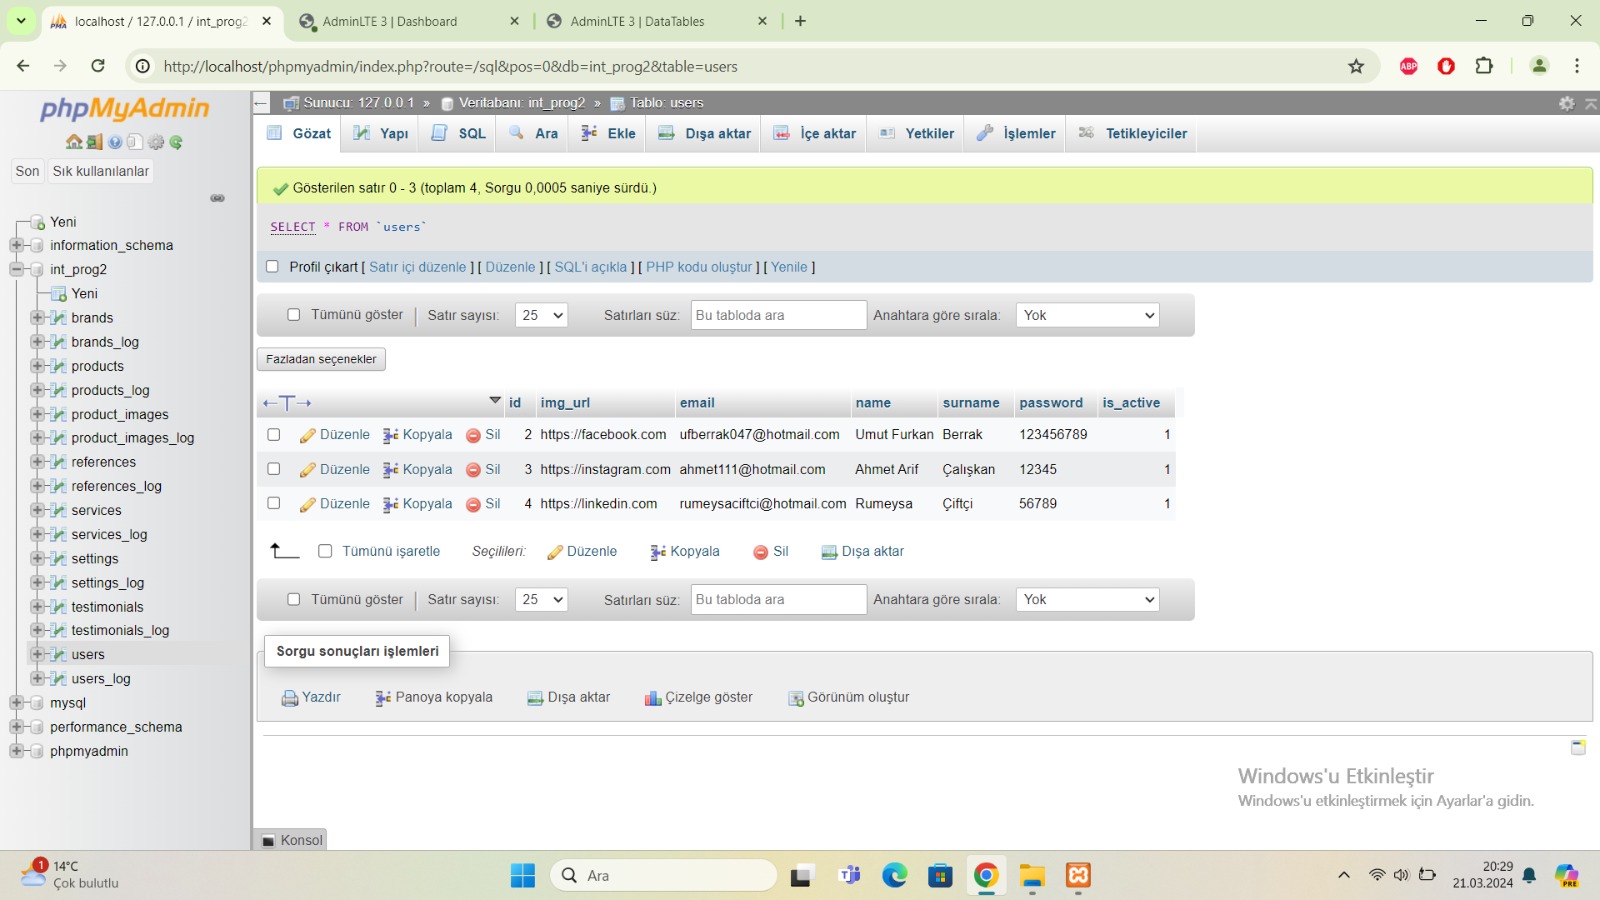 localhost / 127.0.0.1 / int_prog2
AdminLTE 3 | Dashboard
AdminLTE 3 | DataTables
http://localhost/phpmyadmin/index.php?route=/sql&pos=0&db=int_prog2&table=users
ABP
phpMyAdmin
Son
Sık kullanılanlar
Yeni
information_schema
int_prog2
Yeni
brands
brands_log
products
products_log
product_images
product_images_log
references
references_log
services
services_log
settings
settings_log
testimonials
testimonials_log
users
users_log
mysql
performance_schema
phpmyadmin
Sunucu: 127.0.0.1 » Veritabanı: int_prog2 » Tablo: users
Gözat Yapı SQL Ara Ekle Dışa aktar İçe aktar Yetkiler İşlemler Tetikleyiciler
Gösterilen satır 0 - 3 (toplam 4, Sorgu 0,0005 saniye sürdü.)
SELECT * FROM `users`
Profil çıkart [ Satır içi düzenle ] [ Düzenle ] [ SQL'i açıkla ] [ PHP kodu oluştur ] [ Yenile ]
Tümünü göster Satır sayısı: 25 Satırları süz: Bu tabloda ara Anahtara göre sırala: Yok
Fazladan seçenekler
id img_url email name surname password is_active
Düzenle Kopyala Sil 2 https://facebook.com ufberrak047@hotmail.com Umut Furkan Berrak 123456789 1
Düzenle Kopyala Sil 3 https://instagram.com ahmet111@hotmail.com Ahmet Arif Çalışkan 12345 1
Düzenle Kopyala Sil 4 https://linkedin.com rumeysaciftci@hotmail.com Rumeysa Çiftçi 56789 1
Tümünü işaretle Seçilileri: Düzenle Kopyala Sil Dışa aktar
Tümünü göster Satır sayısı: 25 Satırları süz: Bu tabloda ara Anahtara göre sırala: Yok
Sorgu sonuçları işlemleri
Yazdır Panoya kopyala Dışa aktar Çizelge göster Görünüm oluştur
Windows'u Etkinleştir
Windows'u etkinleştirmek için Ayarlar'a gidin.
Konsol
1
14°C
Çok bulutlu
Ara
20:29
21.03.2024
PRE